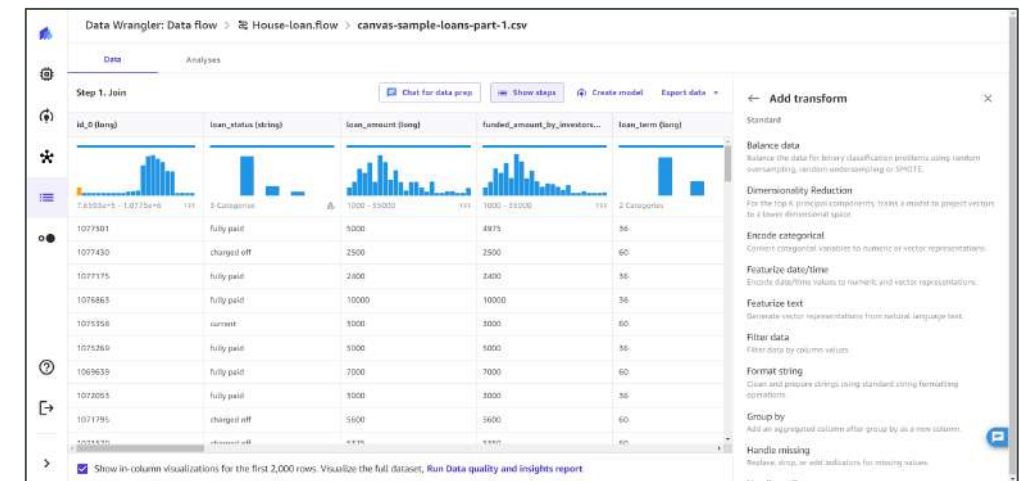 Data Wrangler: Data flow > House-loan.flow > canvas-sample-loans-part-1.csv
Data Analyses
Step 1. Join Chat for data prep Show steps Create model Export data
id_0 (long) loan_status (string) loan_amount (long) funded_amount_by_investors... loan_term (long)
3 Categories 1000 - 35000 1000 - 35000 2 Categories
1077501 fully paid 5000 4975 36
1077430 charged off 2500 2500 60
1077175 fully paid 2400 2400 36
1076863 fully paid 10000 10000 36
1075358 current 3000 3000 60
1075269 fully paid 5000 5000 36
1069639 fully paid 7000 7000 60
1072053 fully paid 3000 3000 36
1071795 charged off 5600 5600 60
Show in-column visualizations for the first 2,000 rows. Visualize the full dataset, Run Data quality and insights report
Add transform
Standard
Balance data
Balance the data for binary classification problems using random
oversampling, random undersampling or SMOTE.
Dimensionality Reduction
For the top K principal components, trains a model to project vectors
to a lower dimensional space.
Encode categorical
Convert categorical variables to numeric or vector representations.
Featurize date/time
Encode date/time values to numeric and vector representations.
Featurize text
Generate vector representations from natural language text.
Filter data
Filter data by column values.
Format string
Clean and prepare strings using standard string formatting
operations.
Group by
Add an aggregated column after group by as a new column.
Handle missing
Replace, drop, or add indicators for missing values.